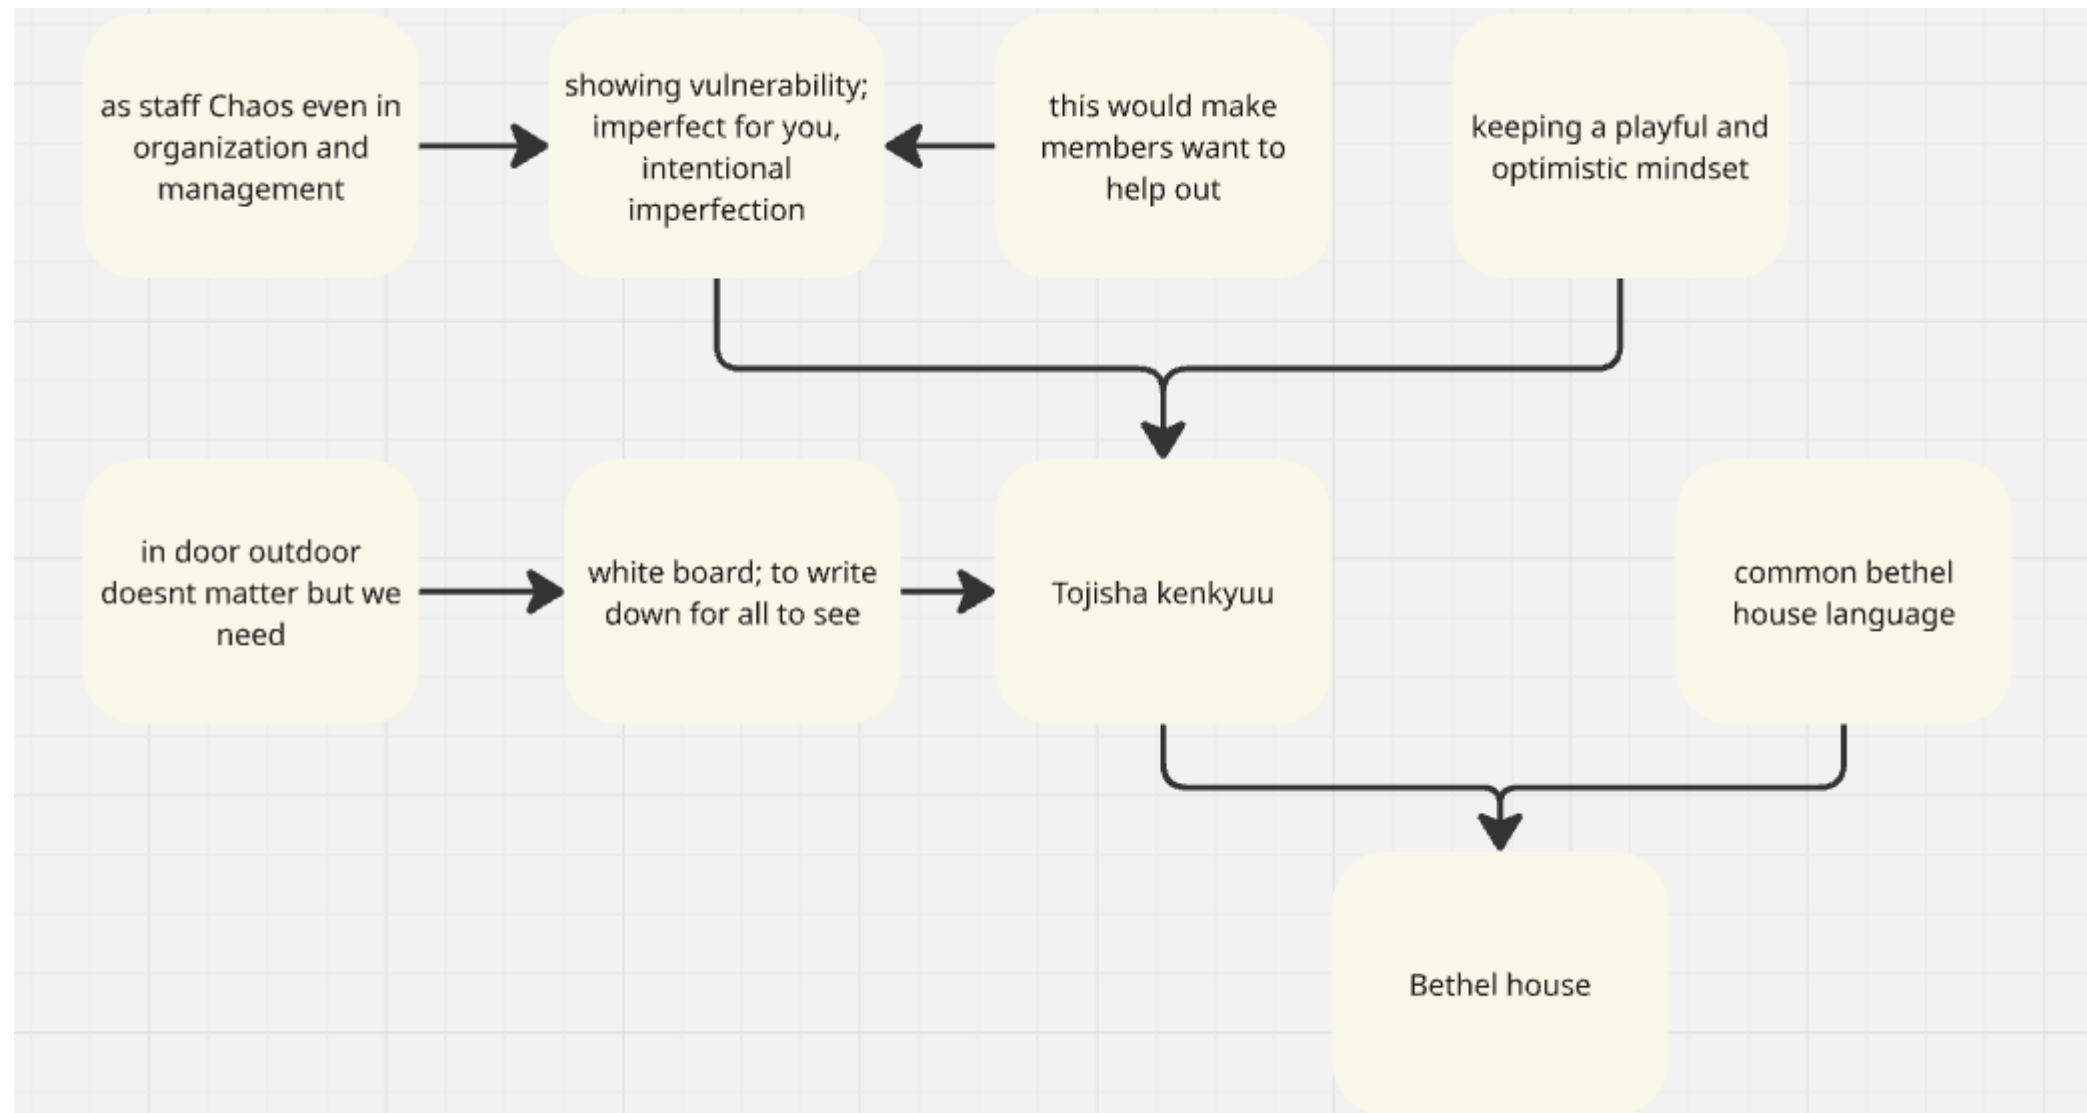 as staff Chaos even in
organization and
management
showing vulnerability;
imperfect for you,
intentional
imperfection
this would make
members want to
help out
keeping a playful and
optimistic mindset
in door outdoor
doesnt matter but we
need
white board; to write
down for all to see
Tojisha kenkyuu
common bethel
house language
Bethel house